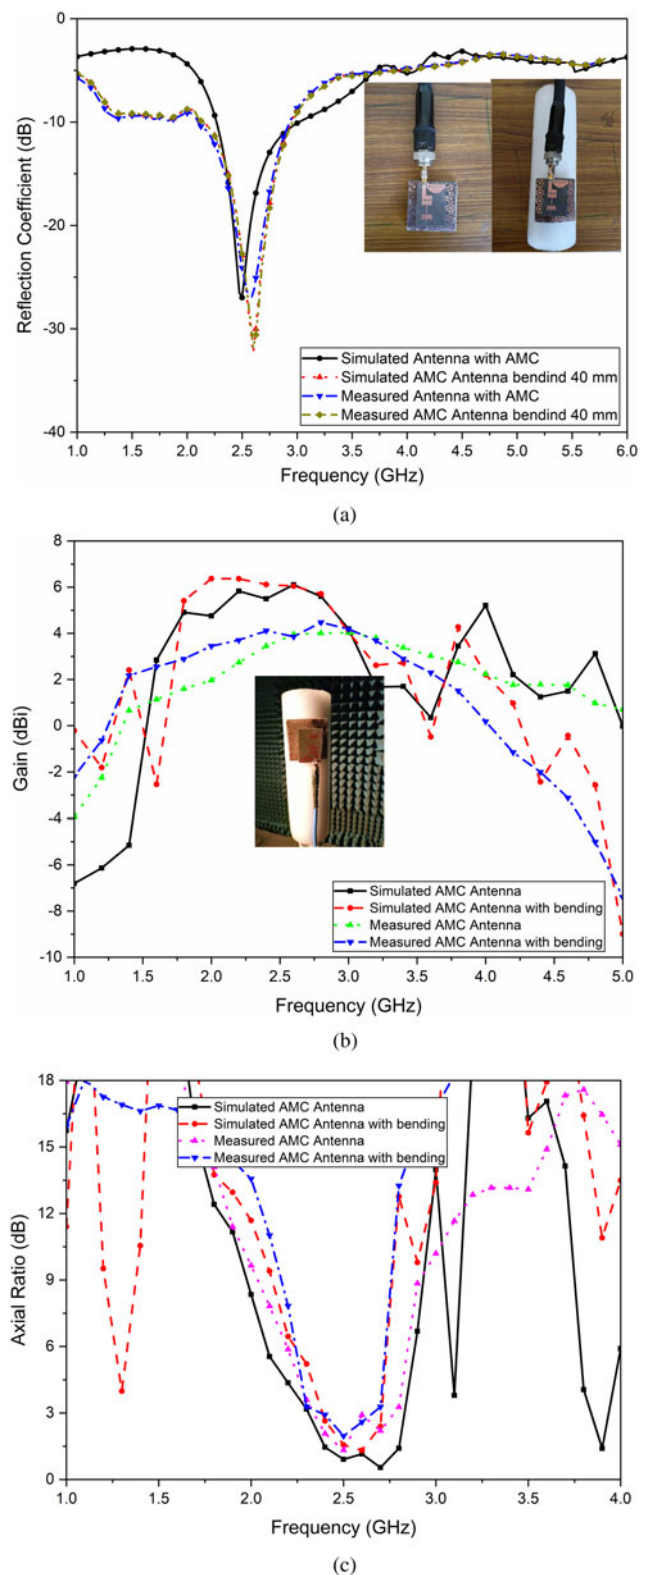 0
-10
-20
-30
-40
Reflection Coefficient (dB)
Simulated Antenna with AMC
Simulated AMC Antenna bendind 40 mm
Measured Antenna with AMC
Measured AMC Antenna bendind 40 mm
1.0 1.5 2.0 2.5 3.0 3.5 4.0 4.5 5.0 5.5 6.0
Frequency (GHz)
(a)
8
6
4
2
0
-2
-4
-6
-8
-10
Gain (dBi)
Simulated AMC Antenna
Simulated AMC Antenna with bending
Measured AMC Antenna
Measured AMC Antenna with bending
1.0 1.5 2.0 2.5 3.0 3.5 4.0 4.5 5.0
Frequency (GHz)
(b)
18
15
12
9
6
3
0
Axial Ratio (dB)
Simulated AMC Antenna
Simulated AMC Antenna with bending
Measured AMC Antenna
Measured AMC Antenna with bending
1.0 1.5 2.0 2.5 3.0 3.5 4.0
Frequency (GHz)
(c)